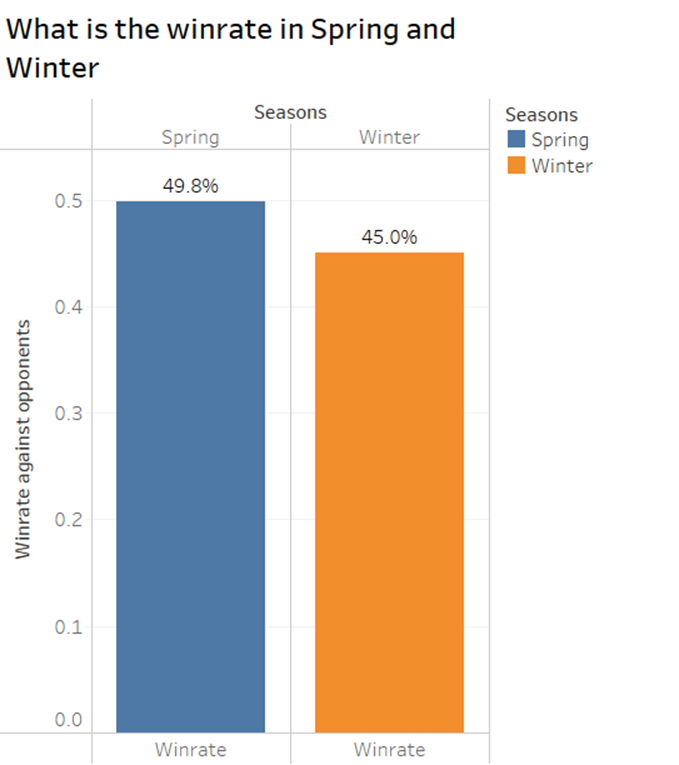 What is the winrate in Spring and
Winter
Seasons
Spring
Winter
Seasons
Spring
Winter
49.8%
45.0%
0.5
0.4
0.3
0.2
0.1
0.0
Winrate against opponents
Winrate
Winrate